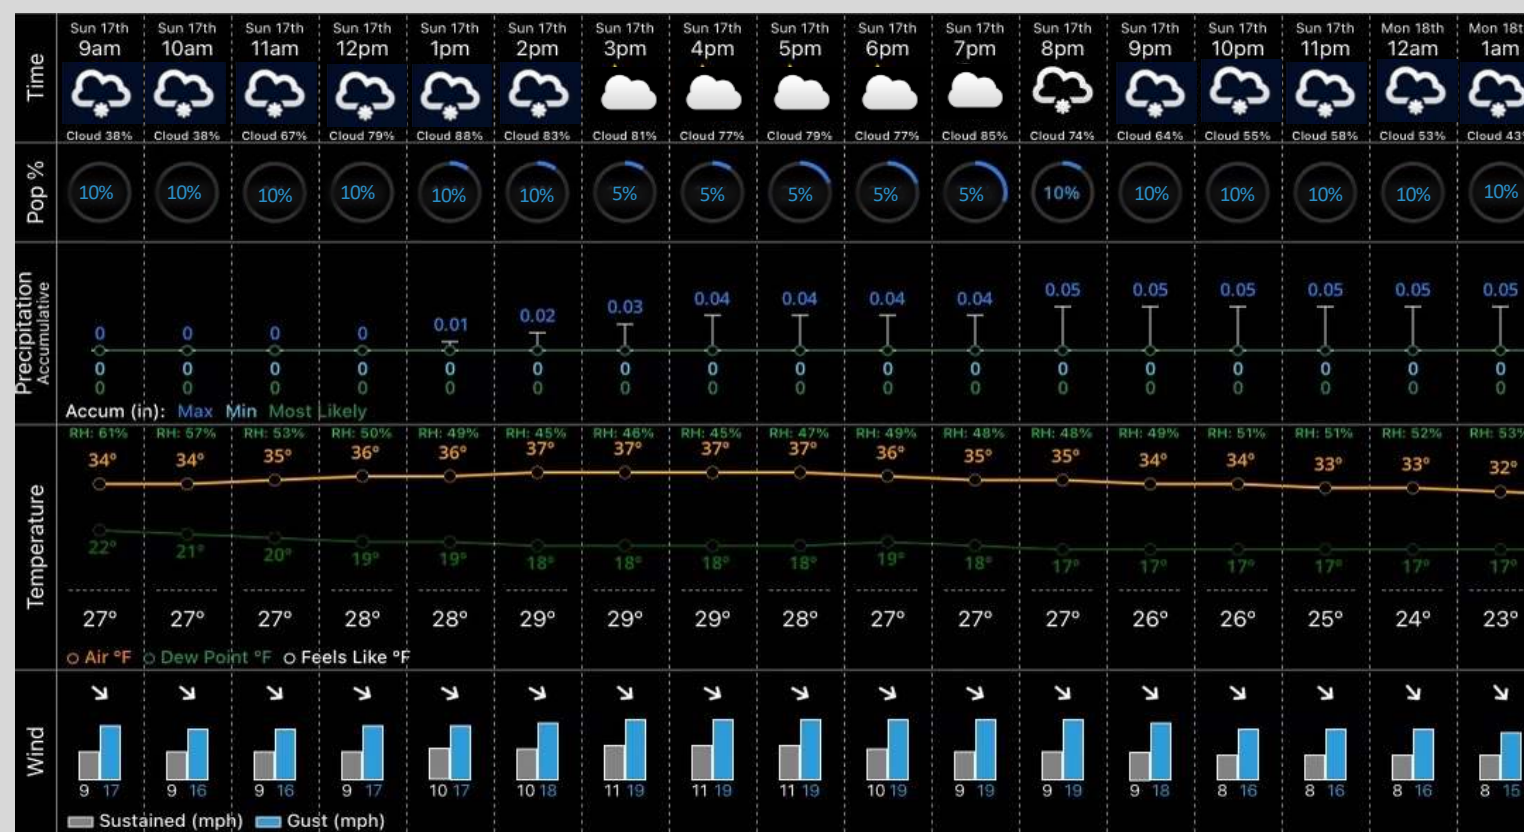 Time
Sun 17th Sun 17th Sun 17th Sun 17th Sun 17th Sun 17th Sun 17th Sun 17th Sun 17th Sun 17th Sun 17th Sun 17th Sun 17th Sun 17th Sun 17th Mon 18th Mon 18t
9am 10am 11am 12pm 1pm 2pm 3pm 4pm 5pm 6pm 7pm 8pm 9pm 10pm 11pm 12am 1am
Cloud 38% Cloud 38% Cloud 67% Cloud 79% Cloud 88% Cloud 83% Cloud 81% Cloud 77% Cloud 79% Cloud 77% Cloud 85% Cloud 74% Cloud 64% Cloud 55% Cloud 58% Cloud 53% Cloud 43%
Pop %
10% 10% 10% 10% 10% 10% 5% 5% 5% 5% 5% 10% 10% 10% 10% 10% 10%
Precipitation
Accumulative
0 0 0 0 0.01 0.02 0.03 0.04 0.04 0.04 0.04 0.05 0.05 0.05 0.05 0.05 0.05
0 0 0 0 0 0 0 0 0 0 0 0 0 0 0 0 0
0 0 0 0 0 0 0 0 0 0 0 0 0 0 0 0 0
Accum (in): Max Min Most Likely
Temperature
RH: 61% RH: 57% RH: 53% RH: 50% RH: 49% RH: 45% RH: 46% RH: 45% RH: 47% RH: 49% RH: 48% RH: 48% RH: 49% RH: 51% RH: 51% RH: 52% RH: 53%
34° 34° 35° 36° 36° 37° 37° 37° 37° 36° 35° 35° 34° 34° 33° 33° 32°
22° 21° 20° 19° 19° 18° 18° 18° 18° 19° 18° 17° 17° 17° 17° 17° 17°
27° 27° 27° 28° 28° 29° 29° 29° 28° 27° 27° 27° 26° 26° 25° 24° 23°
Air °F Dew Point °F Feels Like °F
Wind
9 17 9 16 9 16 9 17 10 17 10 18 11 19 11 19 11 19 10 19 9 19 9 19 9 18 8 16 8 16 8 16 8 15
Sustained (mph) Gust (mph)